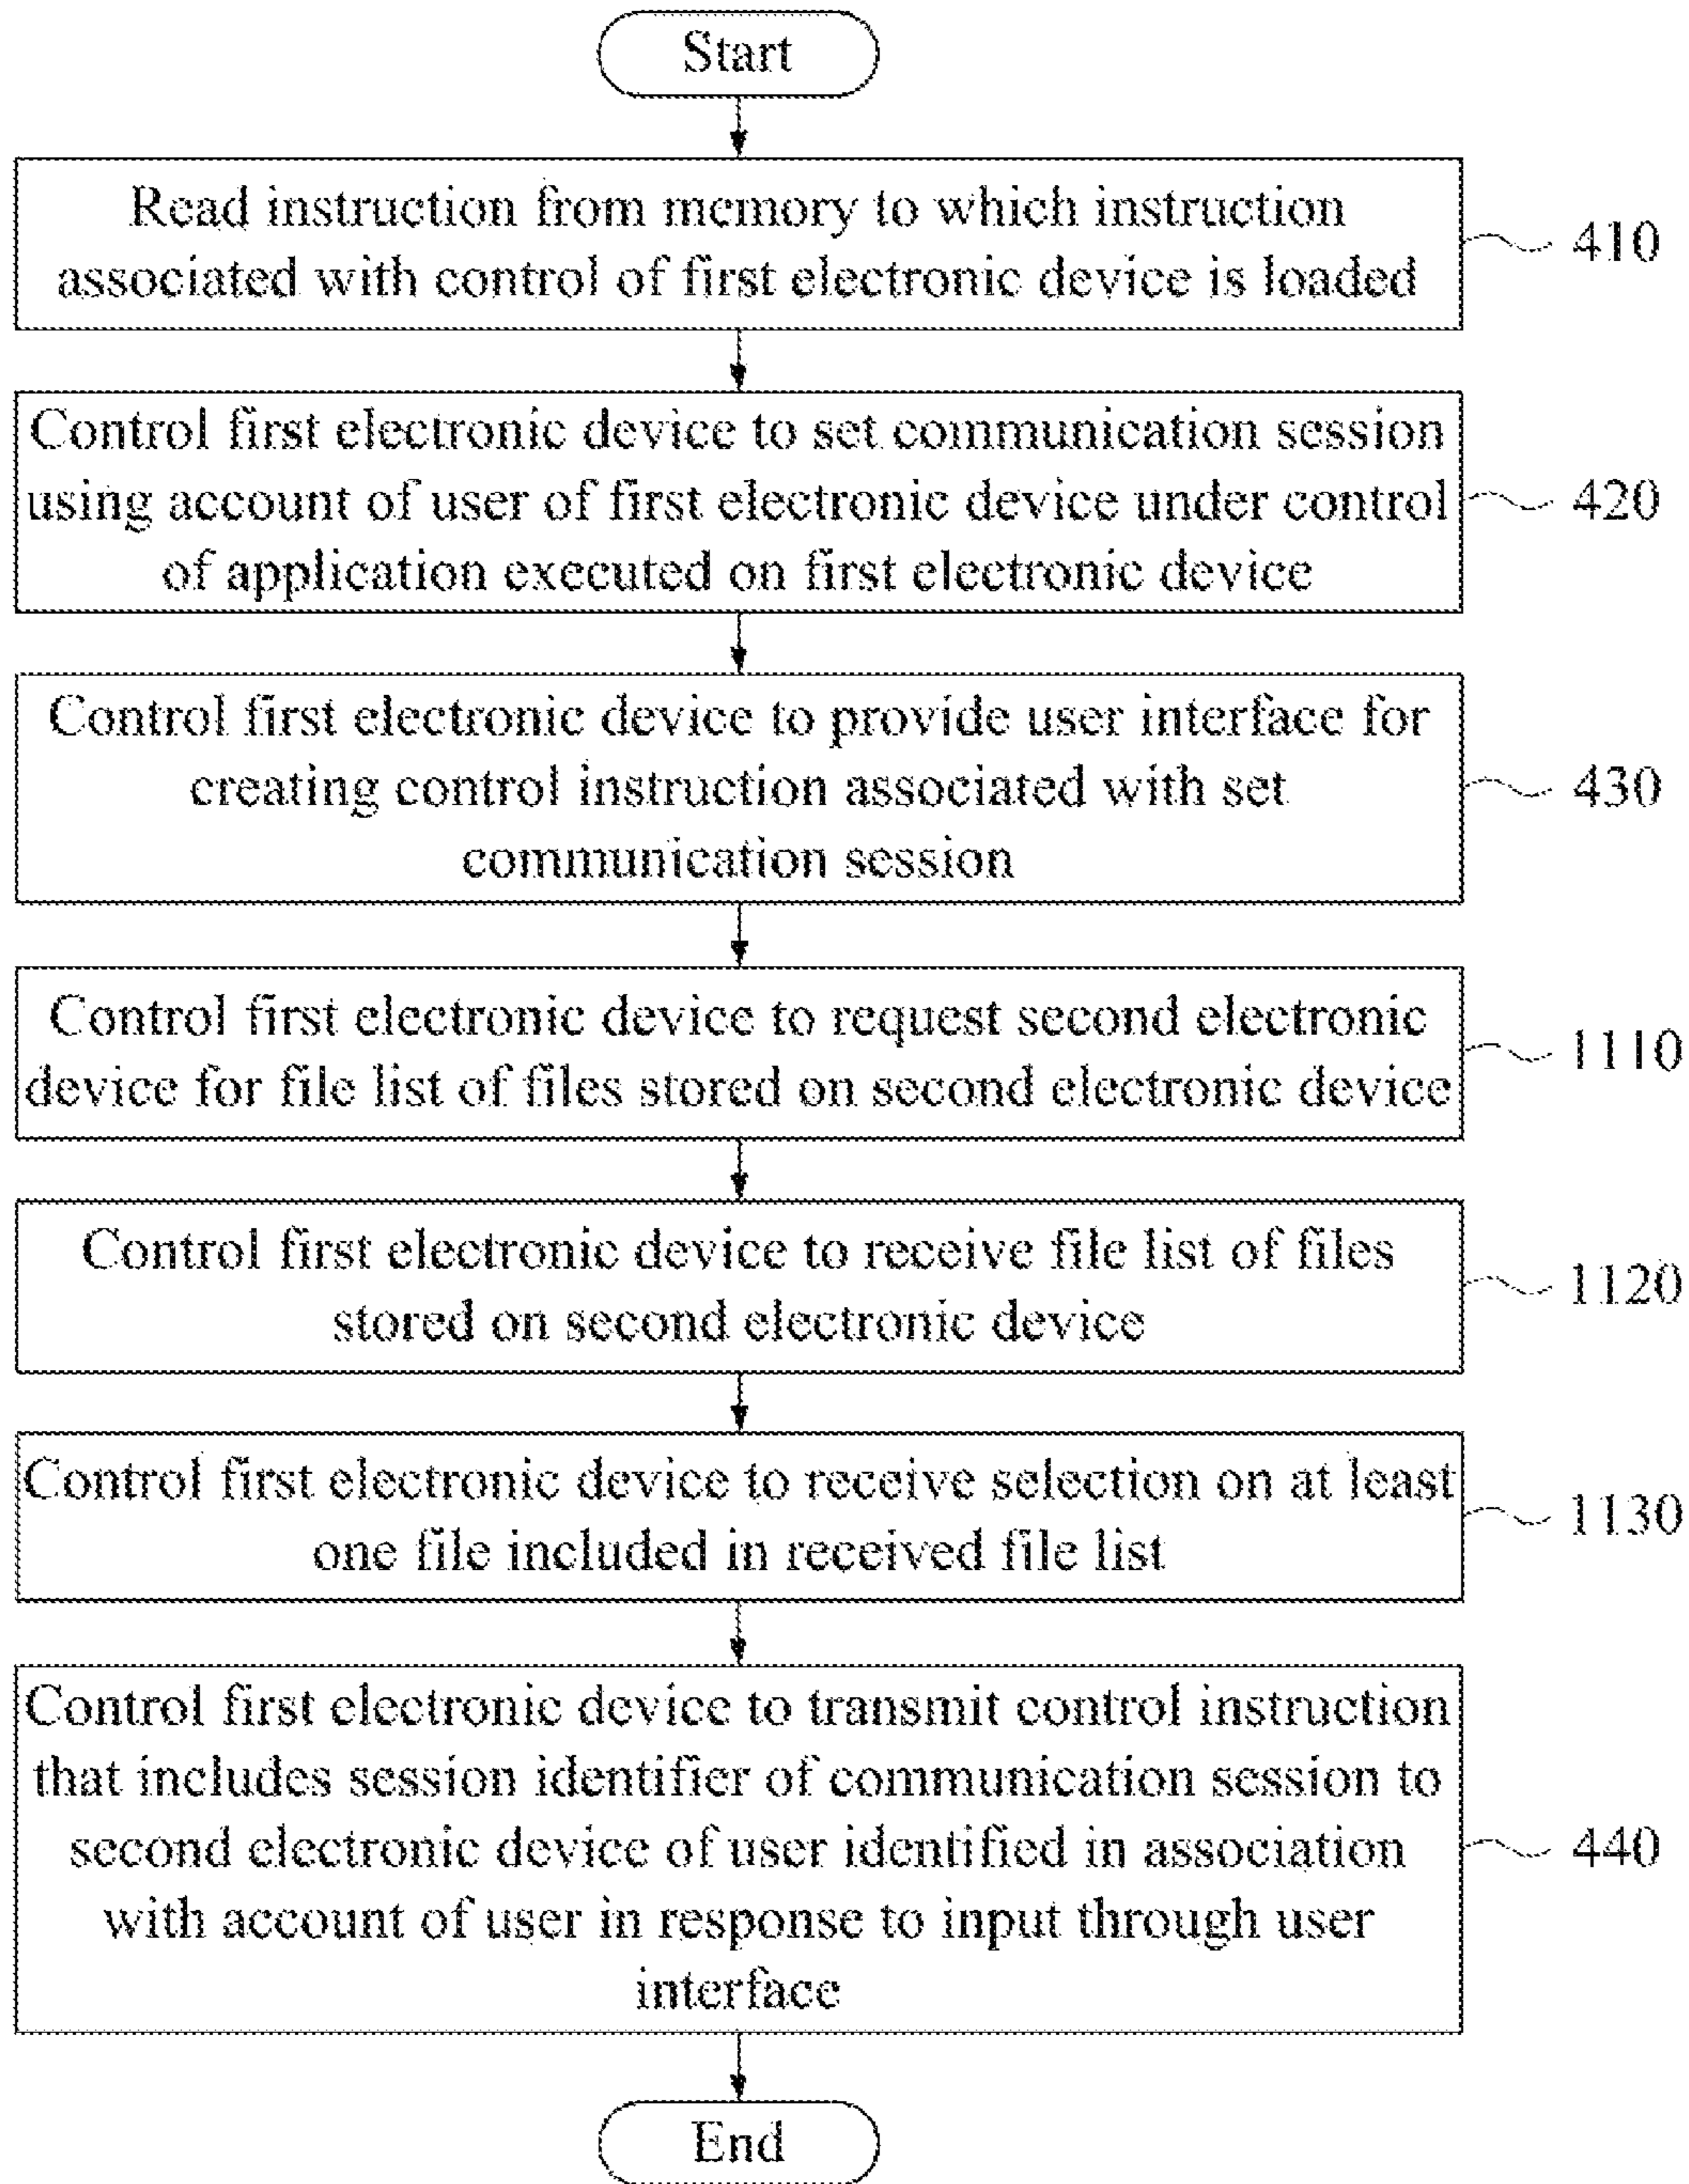 Start
Read instruction from memory to which instruction
associated with control of first electronic device is loaded
410
Control first electronic device to set communication session
using account of user of first electronic device under control
of application executed on first electronic device
420
Control first electronic device to provide user interface for
creating control instruction associated with set
communication session
430
Control first electronic device to request second electronic
device for file list of files stored on second electronic device
1110
Control first electronic device to receive file list of files
stored on second electronic device
1120
Control first electronic device to receive selection on at least
one file included in received file list
1130
Control first electronic device to transmit control instruction
that includes session identifier of communication session to
second electronic device of user identified in association
with account of user in response to input through user
interface
440
End